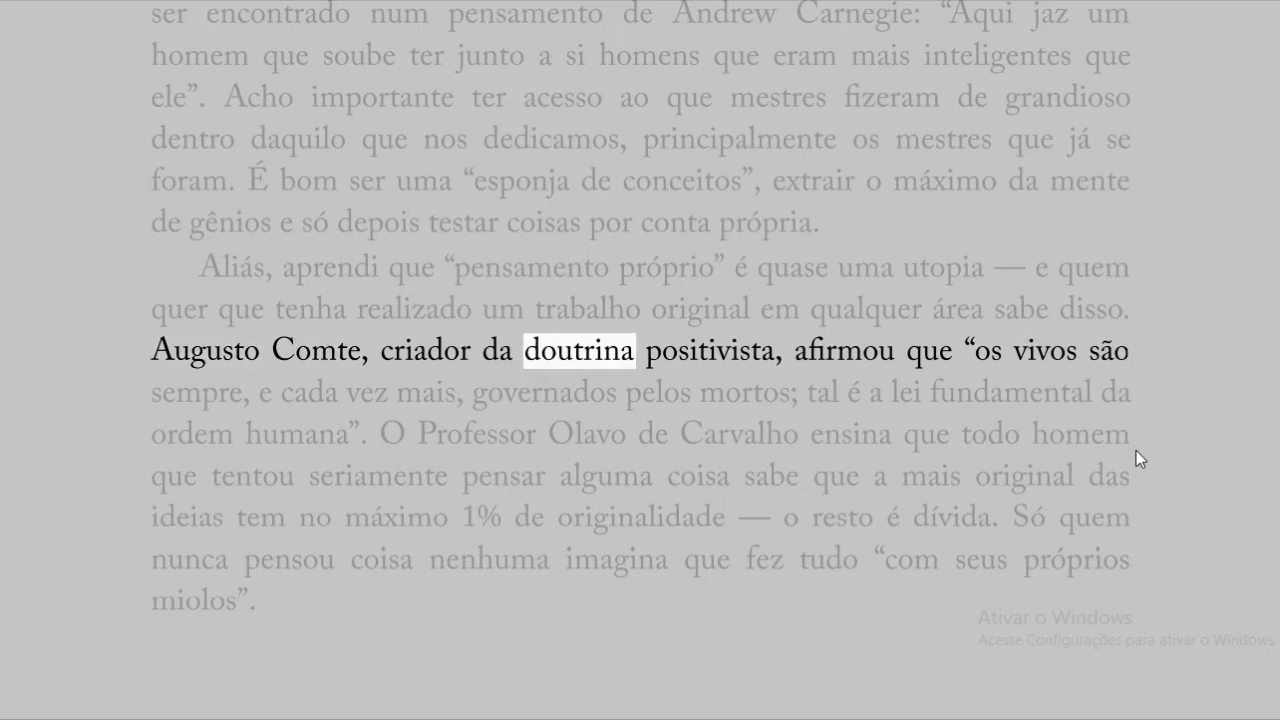 ser encontrado num pensamento de Andrew Carnegie: “Aqui jaz um
homem que soube ter junto a si homens que eram mais inteligentes que
ele”. Acho importante ter acesso ao que mestres fizeram de grandioso
dentro daquilo que nos dedicamos, principalmente os mestres que já se
foram. É bom ser uma “esponja de conceitos”, extrair o máximo da mente
de gênios e só depois testar coisas por conta própria.
Aliás, aprendi que “pensamento próprio” é quase uma utopia — e quem
quer que tenha realizado um trabalho original em qualquer área sabe disso.
Augusto Comte, criador da doutrina positivista, afirmou que “os vivos são
sempre, e cada vez mais, governados pelos mortos; tal é a lei fundamental da
ordem humana”. O Professor Olavo de Carvalho ensina que todo homem
que tentou seriamente pensar alguma coisa sabe que a mais original das
ideias tem no máximo 1% de originalidade — o resto é dívida. Só quem
nunca pensou coisa nenhuma imagina que fez tudo “com seus próprios
miolos”.
Ativar o Windows
Acesse Configurações para ativar o Windows.